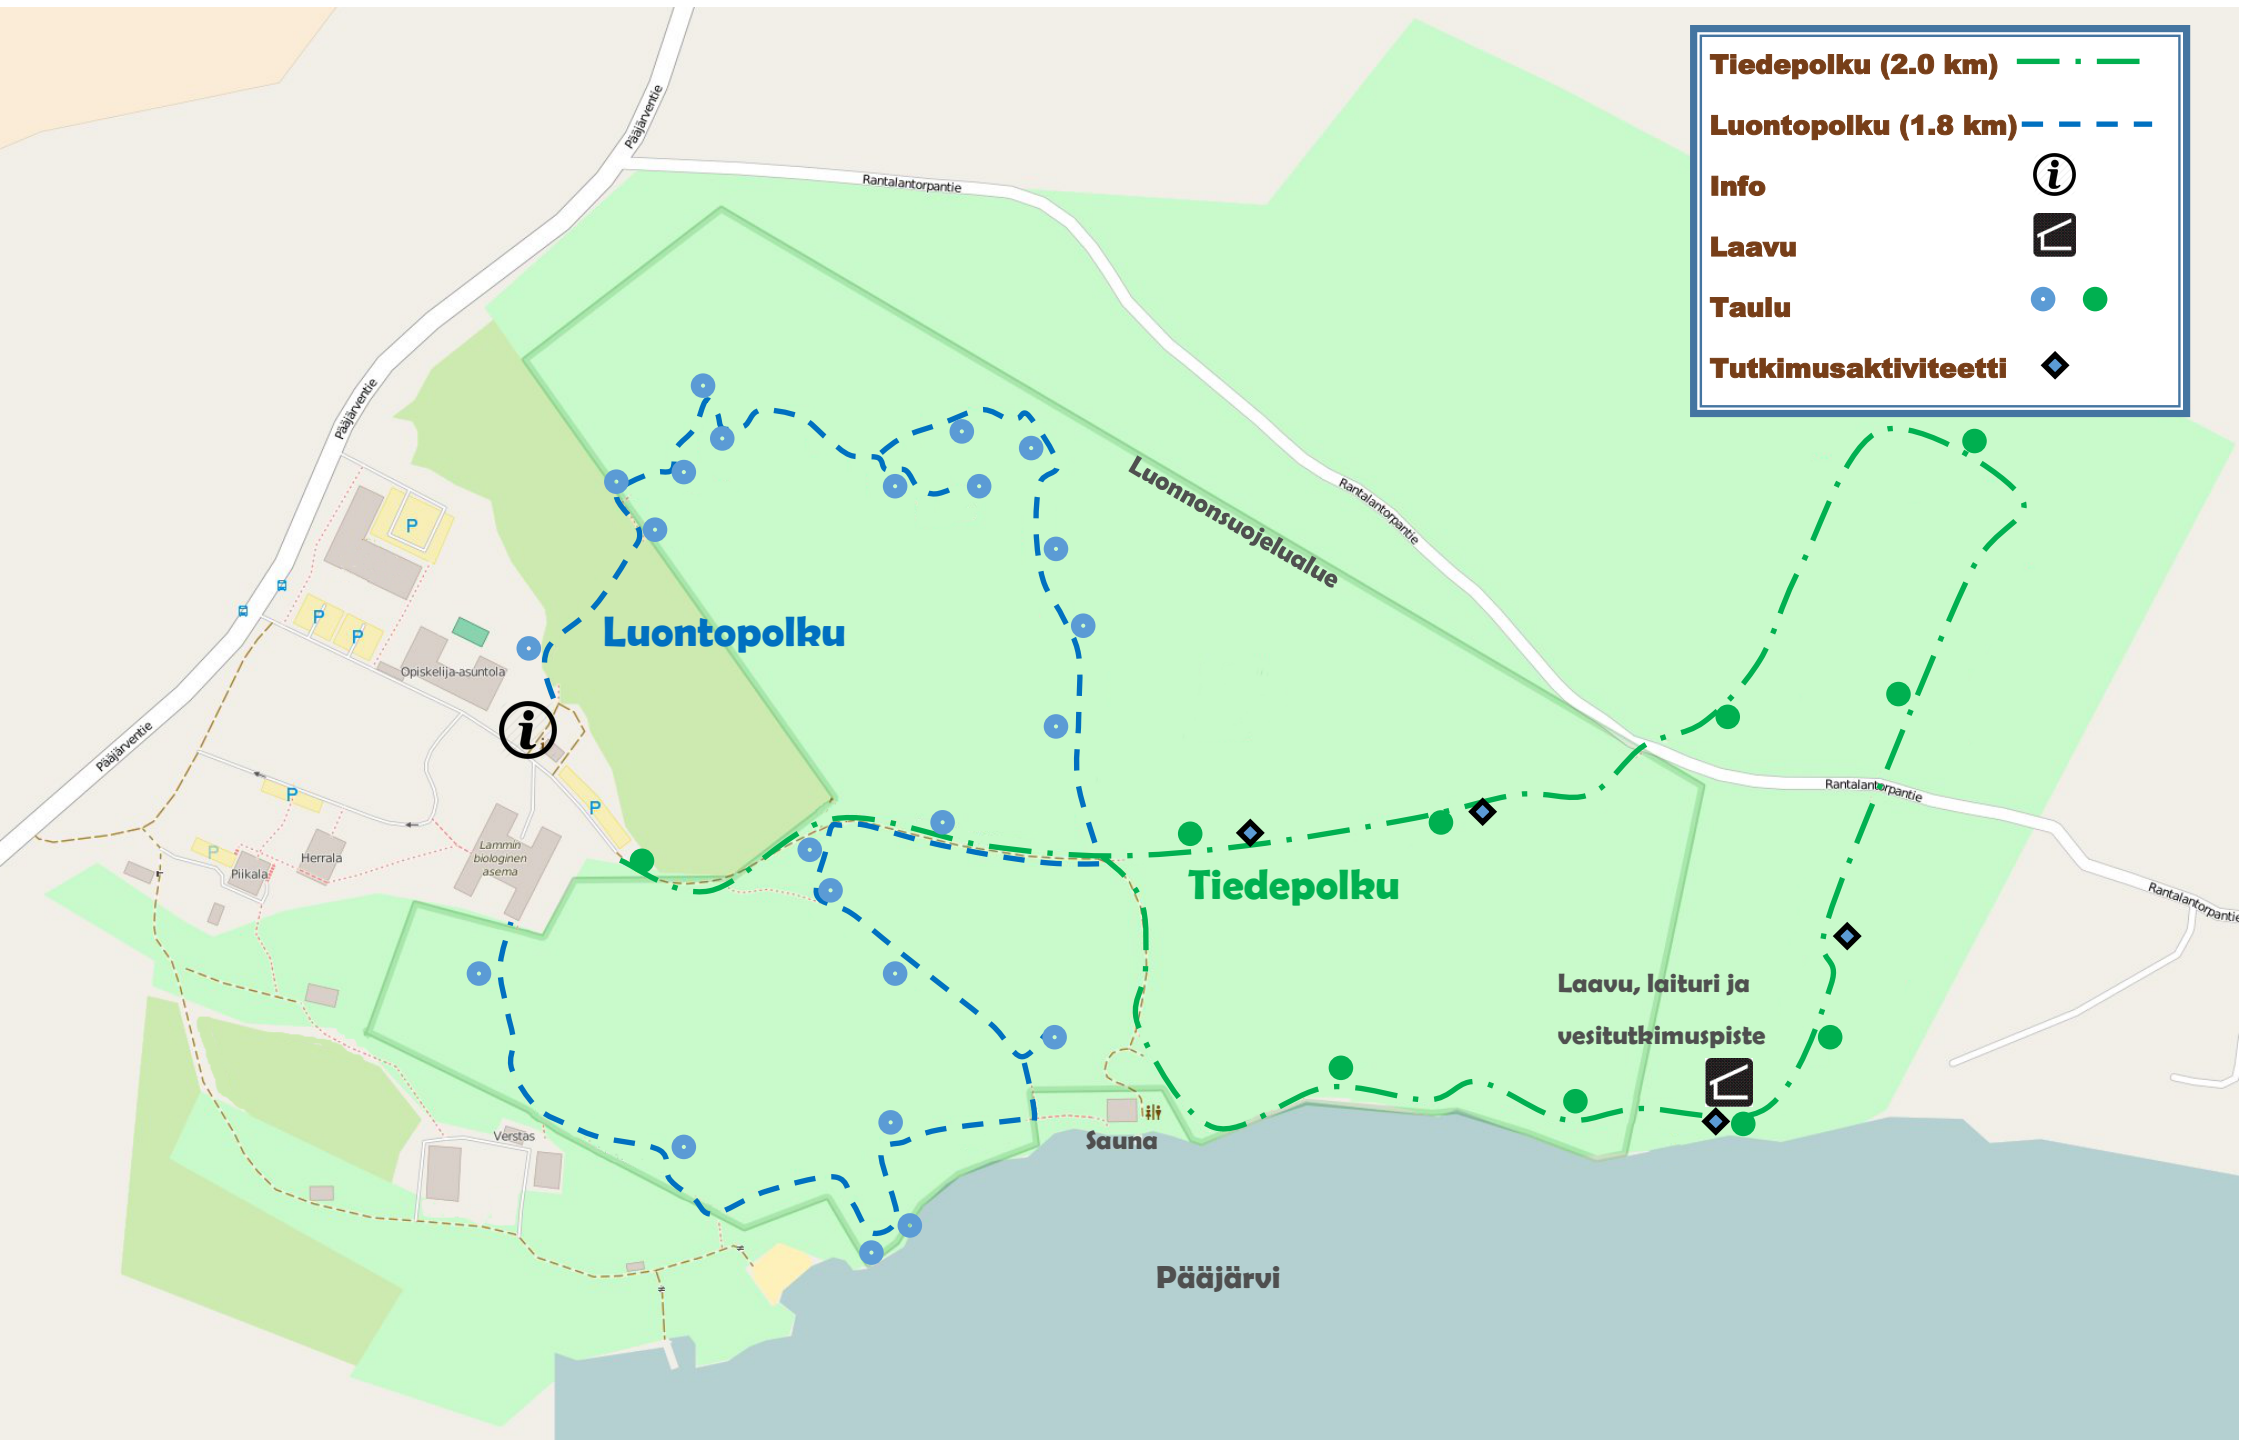 Tiedepolku (2.0 km)
Luontopolku (1.8 km)
Info
Laavu
Taulu
Tutkimusaktiviteetti
Pääjärventie
Rantalantorpantie
Pääjärventie
Luonnonsuojelualue
Rantalantorpantie
P
P
P
Luontopolku
Opiskelija-asuntola
i
Pääjärventie
P
P
Rantalantorpantie
Lammin
biologinen
asema
P
Herrala
Piikala
Tiedepolku
Rantalantorpantie
Laavu, laituri ja
vesitutkimuspiste
Verstas
Sauna
Pääjärvi